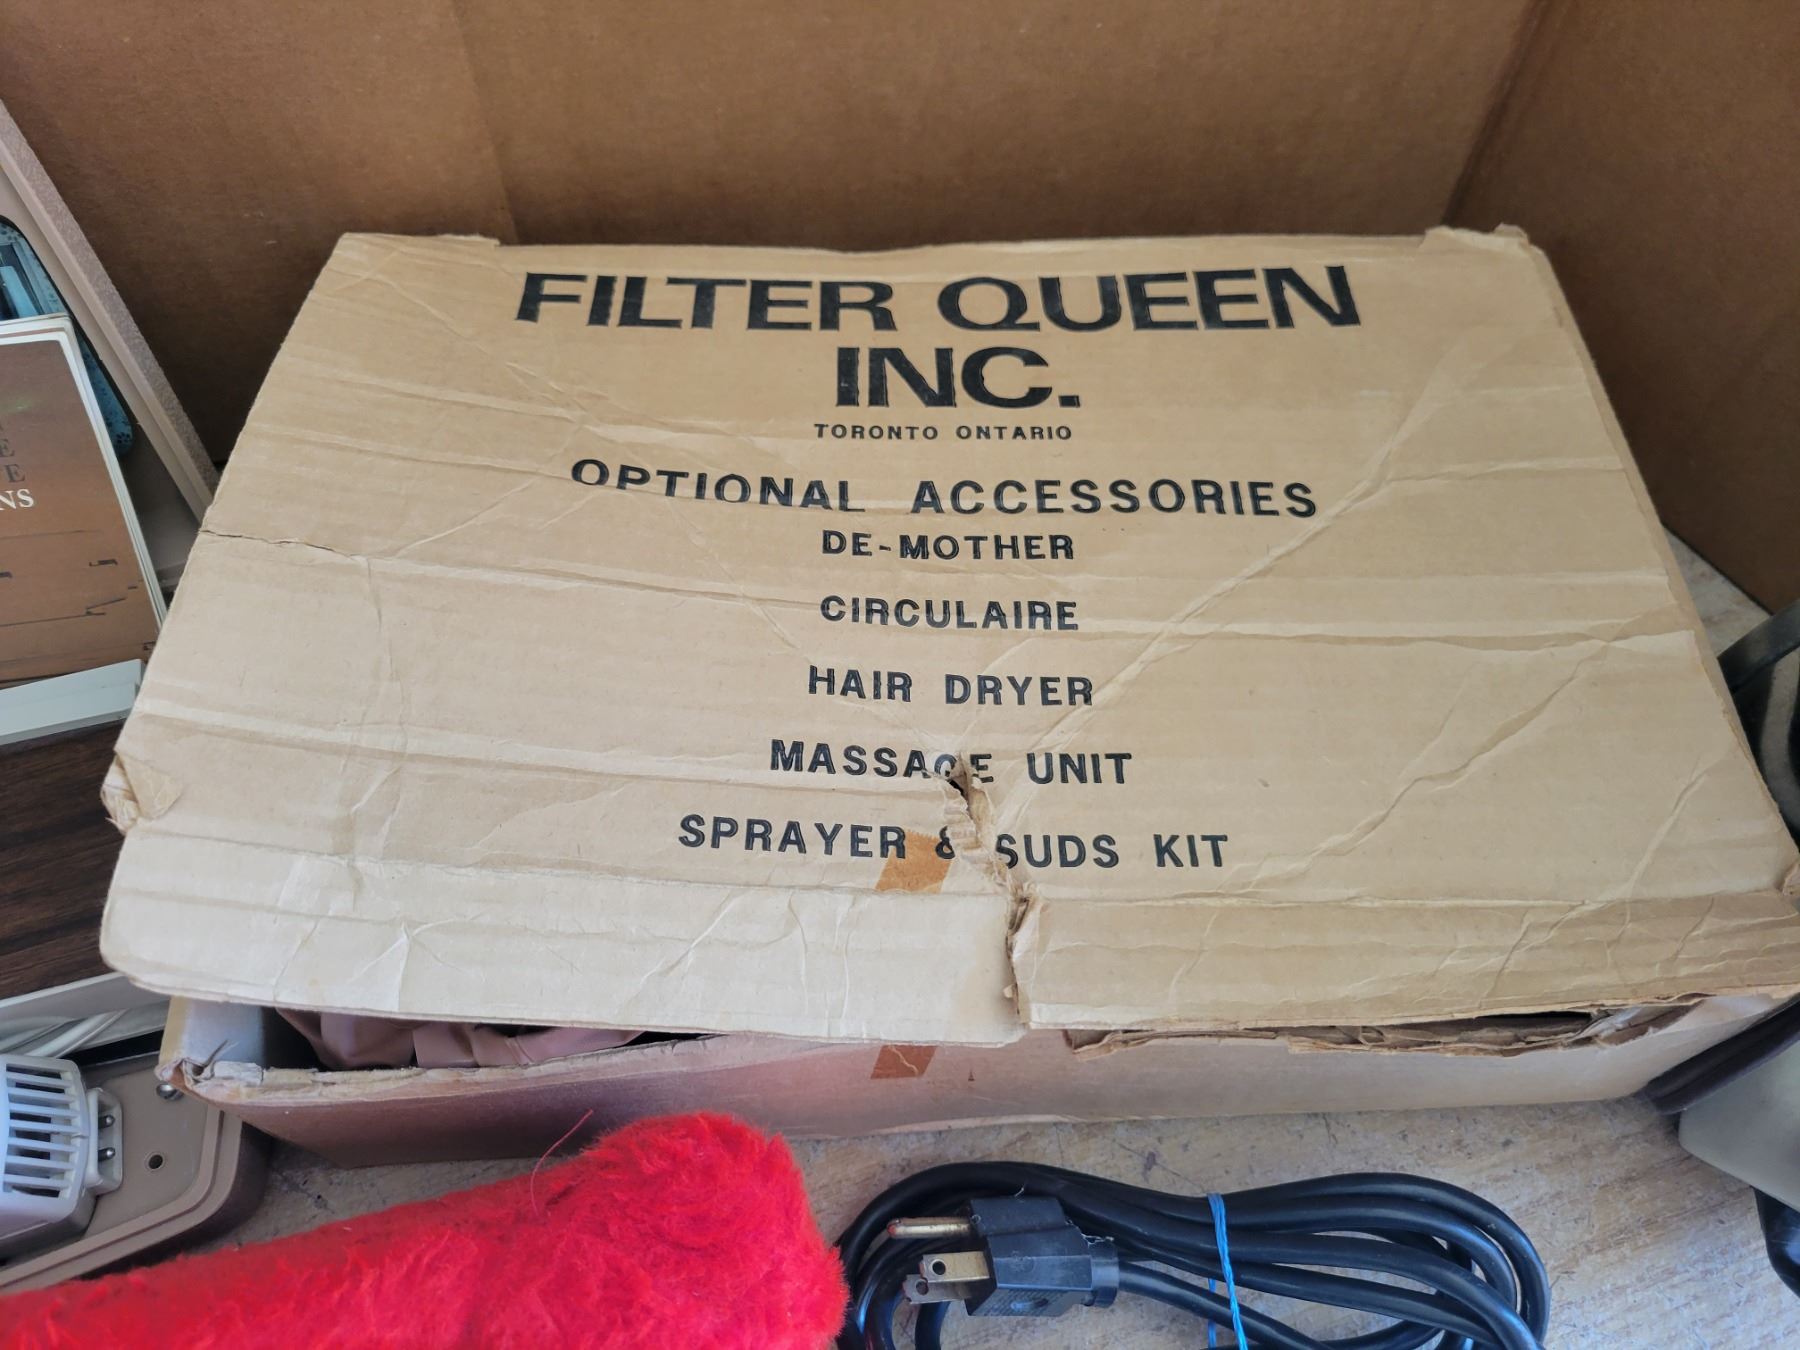 FILTER QUEEN
INC.
TORONTO ONTARIO
OPTIONAL ACCESSORIES
DE-MOTHER
CIRCULAIRE
HAIR DRYER
MASSAGE UNIT
SPRAYER & SUDS KIT